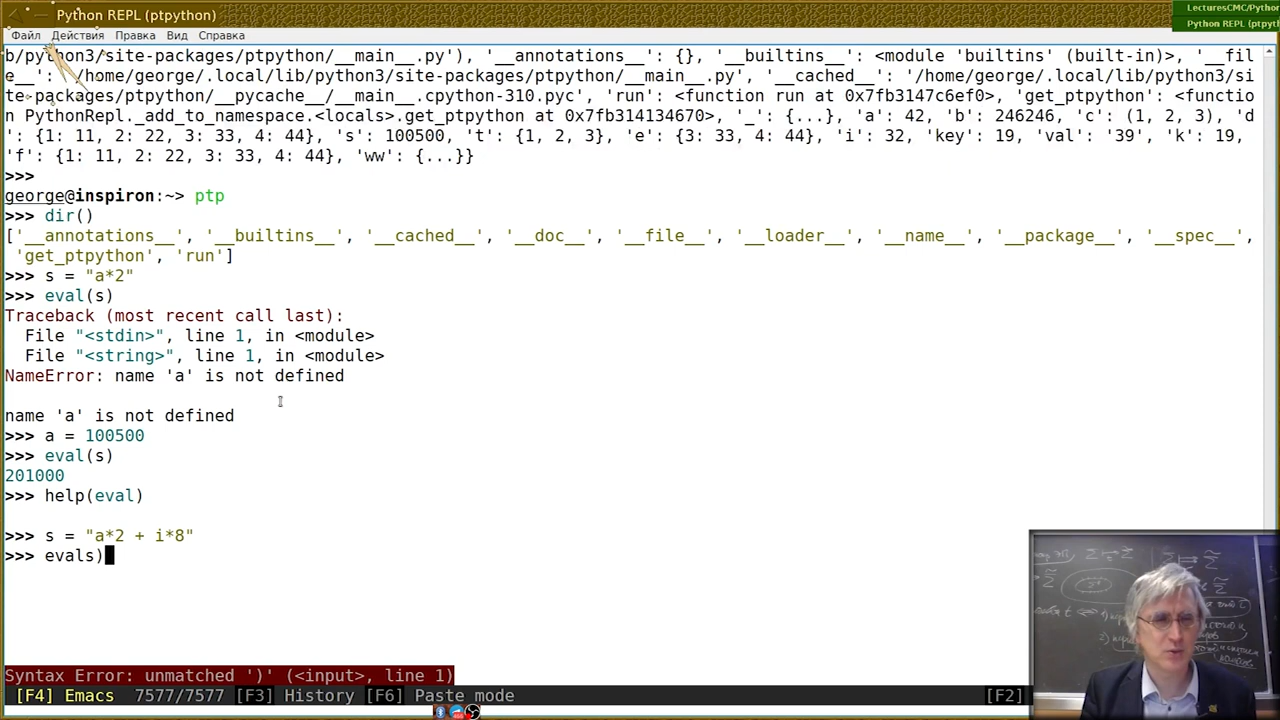 Python REPL (ptpython)
LecturesCMC/Pythor
Python REPL (ptpyt
Файл Действия Правка Вид Справка
b/python3/site-packages/ptpython/__main__.py'), '__annotations__': {}, '__builtins__': <module 'builtins' (built-in)>, '__fil
e__': '/home/george/.local/lib/python3/site-packages/ptpython/__main__.py', '__cached__': '/home/george/.local/lib/python3/si
te-packages/ptpython/__pycache__/__main__.cpython-310.pyc', 'run': <function run at 0x7fb3147c6ef0>, 'get_ptpython': <functio
n PythonRepl._add_to_namespace.<locals>.get_ptpython at 0x7fb314134670>, '_': {...}, 'a': 42, 'b': 246246, 'c': (1, 2, 3), 'd
': {1: 11, 2: 22, 3: 33, 4: 44}, 's': 100500, 't': {1, 2, 3}, 'e': {3: 33, 4: 44}, 'i': 32, 'key': 19, 'val': '39', 'k': 19,
'f': {1: 11, 2: 22, 3: 33, 4: 44}, 'ww': {...}}
>>>
george@inspiron:~> ptp
>>> dir()
['__annotations__', '__builtins__', '__cached__', '__doc__', '__file__', '__loader__', '__name__', '__package__', '__spec__',
'get_ptpython', 'run']
>>> s = "a*2"
>>> eval(s)
Traceback (most recent call last):
File "<stdin>", line 1, in <module>
File "<string>", line 1, in <module>
NameError: name 'a' is not defined
name 'a' is not defined
>>> a = 100500
>>> eval(s)
201000
>>> help(eval)
>>> s = "a*2 + i*8"
>>> evals)
Syntax Error: unmatched ')' (<input>, line 1)
[F4] Emacs 7577/7577 [F3] History [F6] Paste mode [F2]